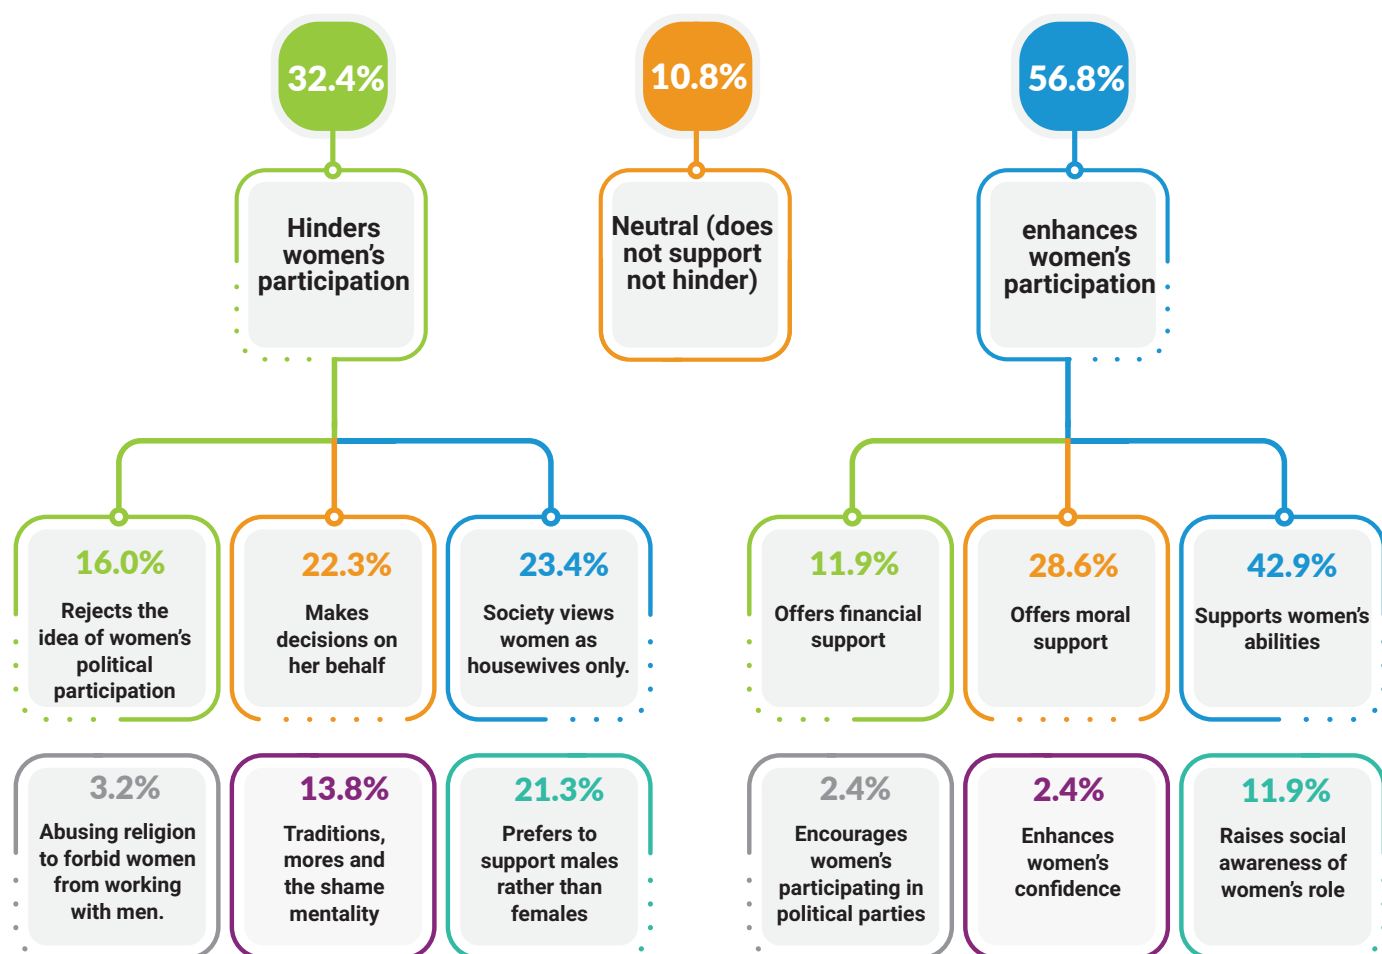 32.4%
Hinders
women's
participation
10.8%
Neutral (does
not support
not hinder)
56.8%
enhances
women's
participation
16.0%
Rejects the
idea of women's
political
participation
22.3%
Makes
decisions on
her behalf
23.4%
Society views
women as
housewives only.
11.9%
Offers financial
support
28.6%
Offers moral
support
42.9%
Supports women's
abilities
3.2%
Abusing religion
to forbid women
from working
with men.
13.8%
Traditions,
mores and
the shame
mentality
21.3%
Prefers to
support males
rather than
females
2.4%
Encourages
women's
participating in
political parties
2.4%
Enhances
women's
confidence
11.9%
Raises social
awareness of
women's role